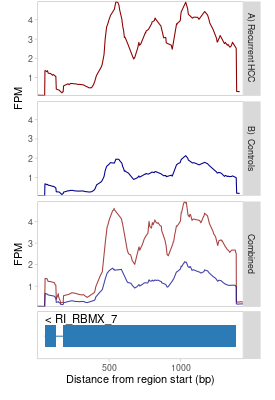 4
3
2
1
FPM
A) Recurrent HCC
4
3
2
1
B) Controls
4
3
2
1
FPM
Combined
< RI_RBMX_7
500
1000
Distance from region start (bp)